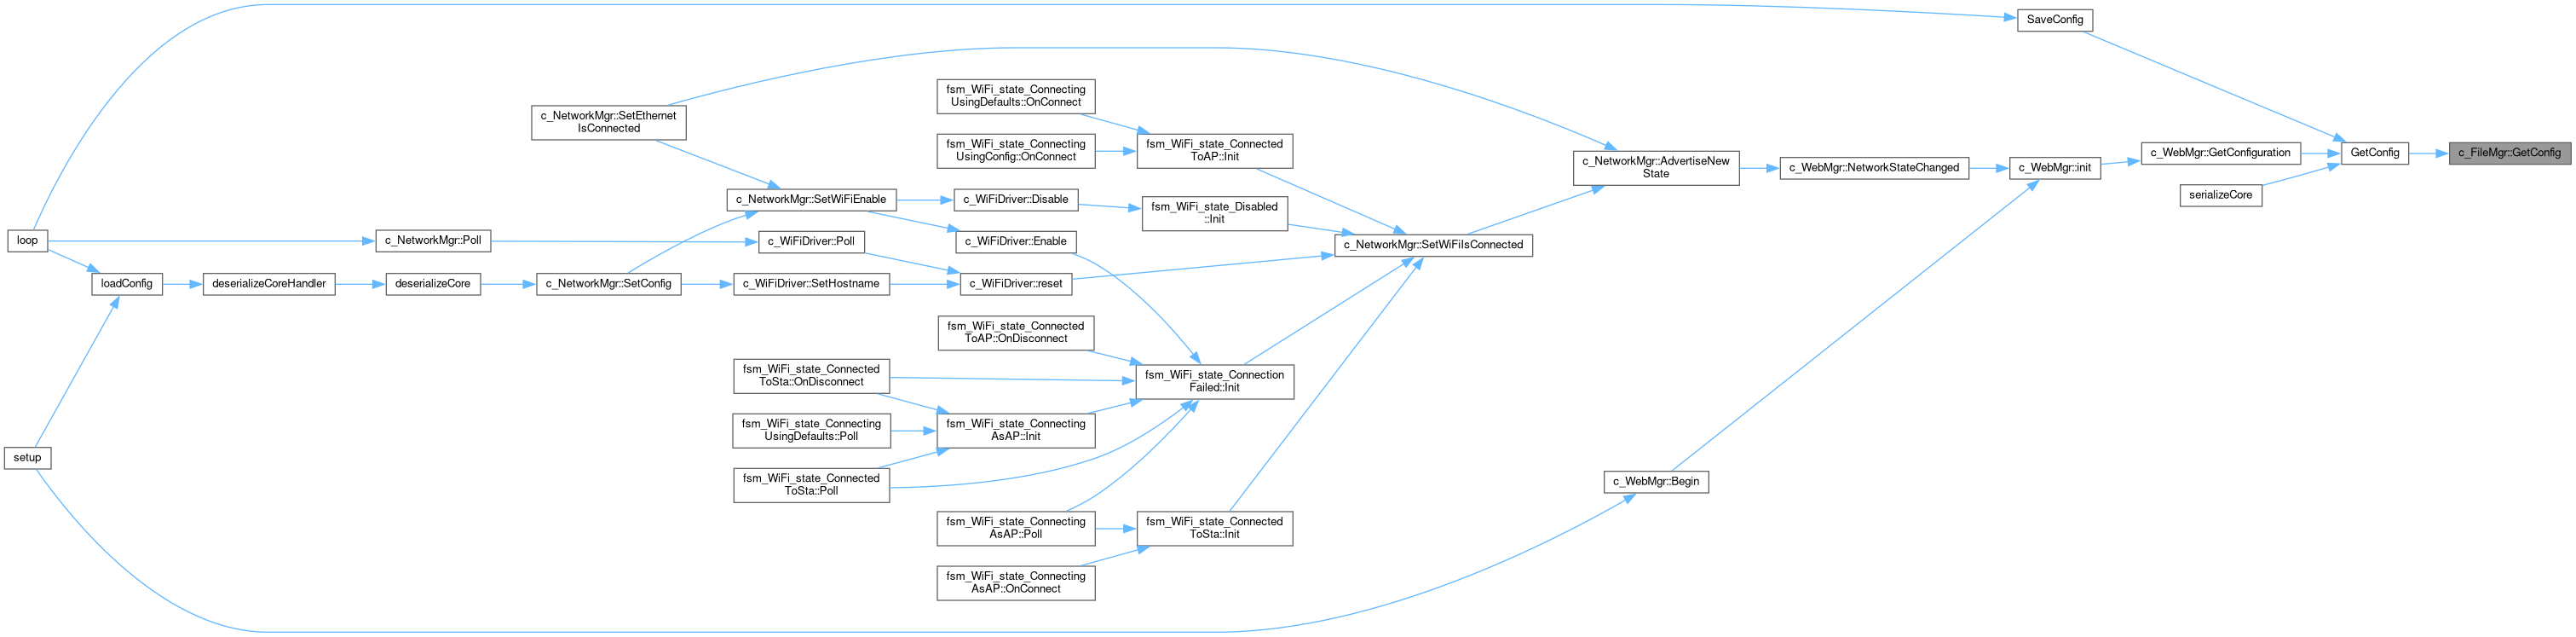 SaveConfig
fsm_WiFi_state_Connecting
UsingDefaults::OnConnect
c_NetworkMgr::SetEthernet
IsConnected
fsm_WiFi_state_Connecting
UsingConfig::OnConnect
fsm_WiFi_state_Connected
ToAP::Init
c_NetworkMgr::AdvertiseNew
State
c_WebMgr::NetworkStateChanged
c_WebMgr::init
c_WebMgr::GetConfiguration
GetConfig
c_FileMgr::GetConfig
serializeCore
c_NetworkMgr::SetWiFiEnable
c_WiFiDriver::Disable
fsm_WiFi_state_Disabled
::Init
loop
c_NetworkMgr::Poll
c_WiFiDriver::Poll
c_WiFiDriver::Enable
c_NetworkMgr::SetWiFiIsConnected
loadConfig
deserializeCoreHandler
deserializeCore
c_NetworkMgr::SetConfig
c_WiFiDriver::SetHostname
c_WiFiDriver::reset
fsm_WiFi_state_Connected
ToAP::OnDisconnect
fsm_WiFi_state_Connected
ToSta::OnDisconnect
fsm_WiFi_state_Connection
Failed::Init
fsm_WiFi_state_Connecting
UsingDefaults::Poll
fsm_WiFi_state_Connecting
AsAP::Init
setup
fsm_WiFi_state_Connected
ToSta::Poll
c_WebMgr::Begin
fsm_WiFi_state_Connecting
AsAP::Poll
fsm_WiFi_state_Connected
ToSta::Init
fsm_WiFi_state_Connecting
AsAP::OnConnect